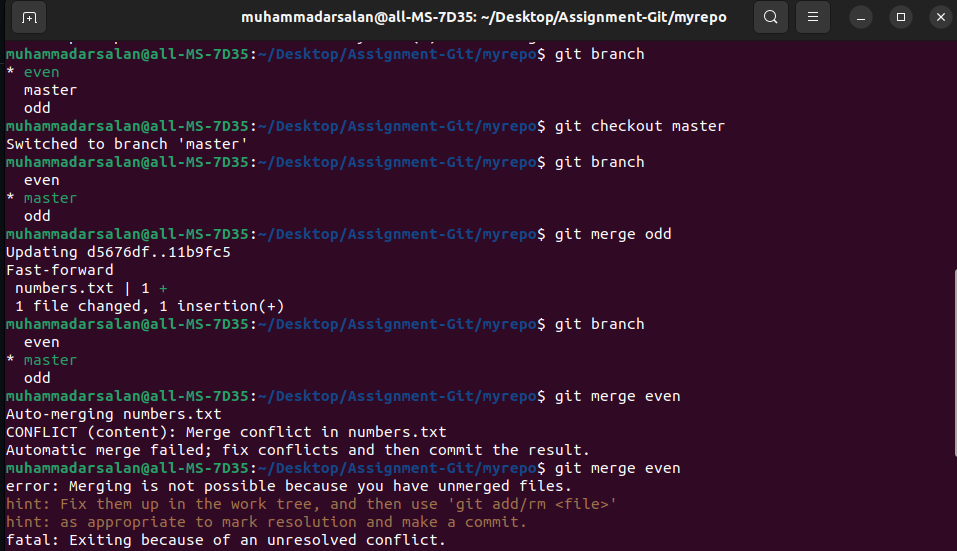 muhammadarsalan@all-MS-7D35: ~/Desktop/Assignment-Git/myrepo
muhammadarsalan@all-MS-7D35:~/Desktop/Assignment-Git/myrepo$ git branch
* even
  master
  odd
muhammadarsalan@all-MS-7D35:~/Desktop/Assignment-Git/myrepo$ git checkout master
Switched to branch 'master'
muhammadarsalan@all-MS-7D35:~/Desktop/Assignment-Git/myrepo$ git branch
  even
* master
  odd
muhammadarsalan@all-MS-7D35:~/Desktop/Assignment-Git/myrepo$ git merge odd
Updating d5676df..11b9fc5
Fast-forward
 numbers.txt | 1 +
 1 file changed, 1 insertion(+)
muhammadarsalan@all-MS-7D35:~/Desktop/Assignment-Git/myrepo$ git branch
  even
* master
  odd
muhammadarsalan@all-MS-7D35:~/Desktop/Assignment-Git/myrepo$ git merge even
Auto-merging numbers.txt
CONFLICT (content): Merge conflict in numbers.txt
Automatic merge failed; fix conflicts and then commit the result.
muhammadarsalan@all-MS-7D35:~/Desktop/Assignment-Git/myrepo$ git merge even
error: Merging is not possible because you have unmerged files.
hint: Fix them up in the work tree, and then use 'git add/rm <file>'
hint: as appropriate to mark resolution and make a commit.
fatal: Exiting because of an unresolved conflict.